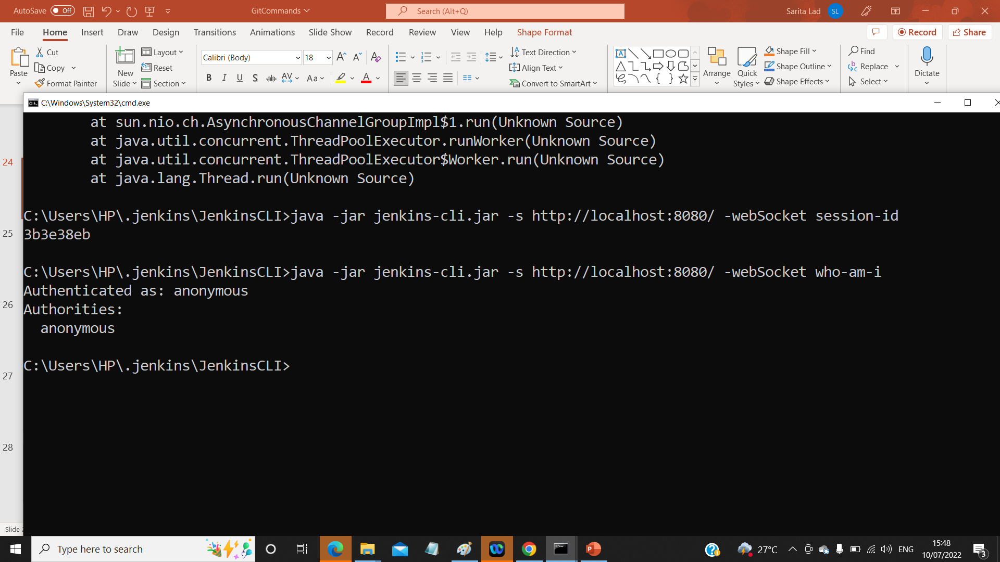 AutoSave Off GitCommands Search (Alt+Q) Sarita Lad SL
File Home Insert Draw Design Transitions Animations Slide Show Record Review View Help Shape Format Record Share
Paste Cut Copy Format Painter
New Slide Layout Reset Section
Calibri (Body) 18
B I U S ab AV Aa A
Text Direction Align Text Convert to SmartArt
Arrange Quick Styles Shape Fill Shape Outline Shape Effects
Find Replace Select
Dictate
C:\Windows\System32\cmd.exe
at sun.nio.ch.AsynchronousChannelGroupImpl$1.run(Unknown Source)
at java.util.concurrent.ThreadPoolExecutor.runWorker(Unknown Source)
at java.util.concurrent.ThreadPoolExecutor$Worker.run(Unknown Source)
at java.lang.Thread.run(Unknown Source)
C:\Users\HP\.jenkins\JenkinsCLI>java -jar jenkins-cli.jar -s http://localhost:8080/ -webSocket session-id
3b3e38eb
C:\Users\HP\.jenkins\JenkinsCLI>java -jar jenkins-cli.jar -s http://localhost:8080/ -webSocket who-am-i
Authenticated as: anonymous
Authorities:
anonymous
C:\Users\HP\.jenkins\JenkinsCLI>
24
25
26
27
28
Slide
Type here to search
27°C ENG
15:48
10/07/2022
3